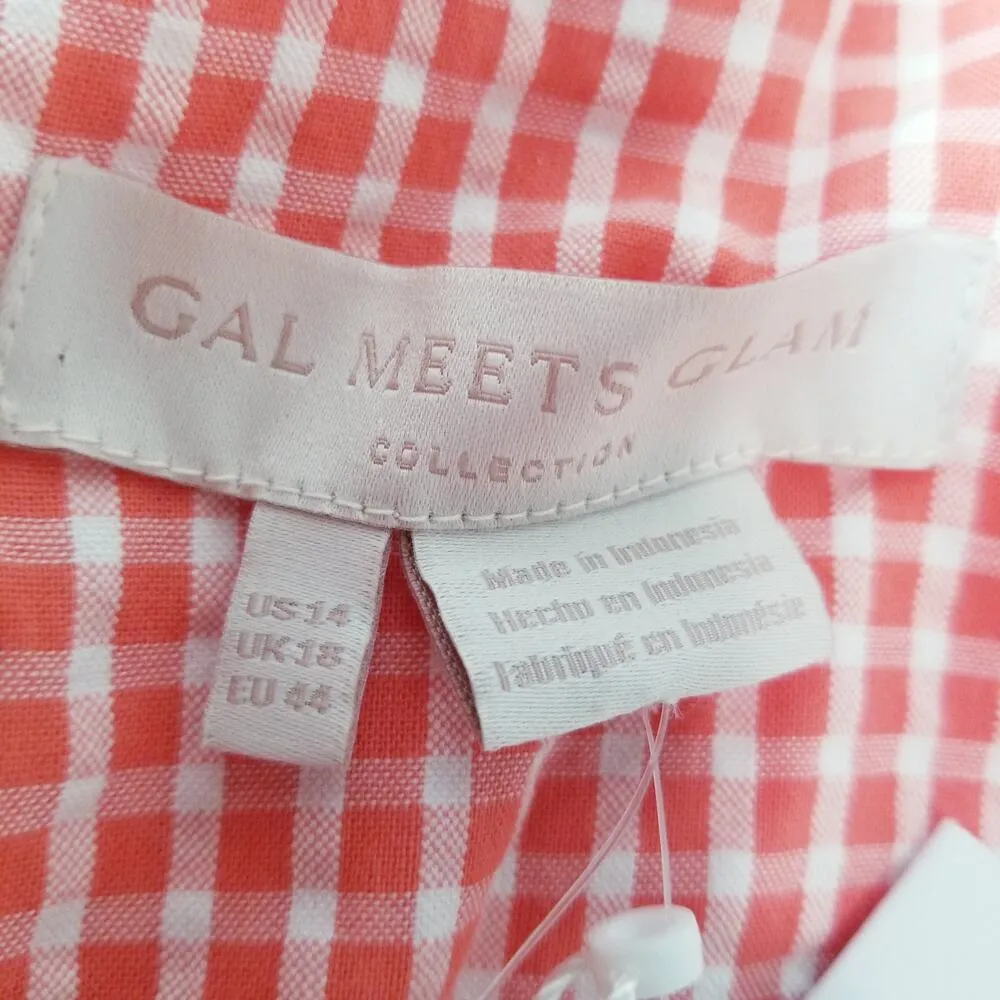 GAL MEETS GLAM
COLLECTION
US 14
UK 18
EU 44
Made in Indonesia
Hecho en Indonesia
Fabriqué en Indonésie